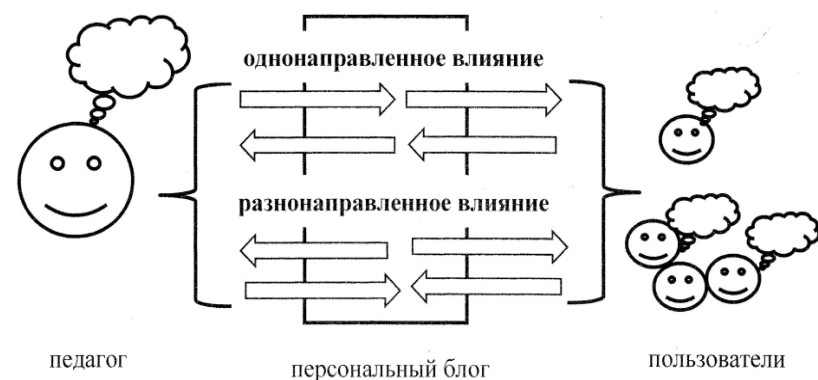 однонаправленное влияние
разнонаправленное влияние
педагог
персональный блог
пользователи